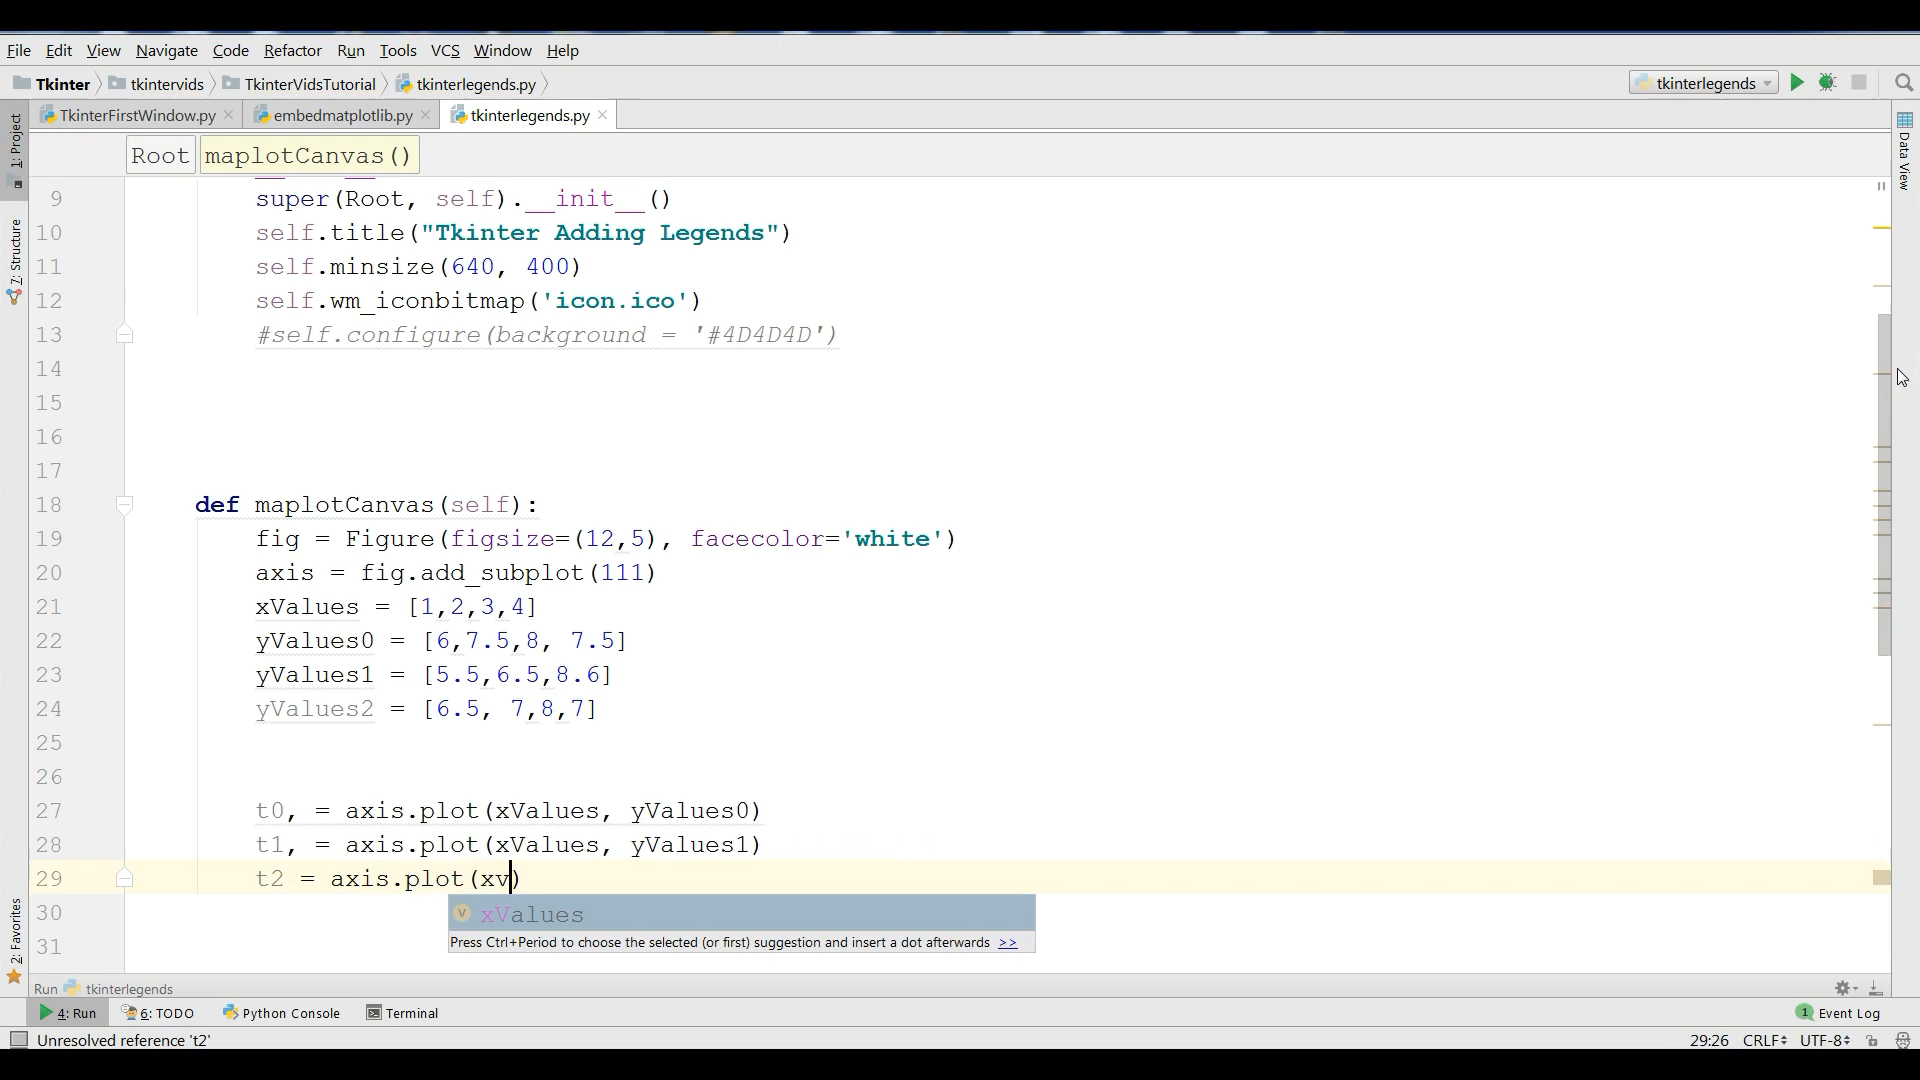 File Edit View Navigate Code Refactor Run Tools VCS Window Help
Tkinter tkintervids TkinterVidsTutorial tkinterlegends.py tkinterlegends
TkinterFirstWindow.py embedmatplotlib.py tkinterlegends.py
1: Project
7: Structure
2: Favorites
Data View
Root maplotCanvas()
9 super(Root, self).__init__()
10 self.title("Tkinter Adding Legends")
11 self.minsize(640, 400)
12 self.wm_iconbitmap('icon.ico')
13 #self.configure(background = '#4D4D4D')
14
15
16
17
18 def maplotCanvas(self):
19 fig = Figure(figsize=(12,5), facecolor='white')
20 axis = fig.add_subplot(111)
21 xValues = [1,2,3,4]
22 yValues0 = [6,7.5,8, 7.5]
23 yValues1 = [5.5,6.5,8.6]
24 yValues2 = [6.5, 7,8,7]
25
26
27 t0, = axis.plot(xValues, yValues0)
28 t1, = axis.plot(xValues, yValues1)
29 t2 = axis.plot(xv)
30 V xValues
Press Ctrl+Period to choose the selected (or first) suggestion and insert a dot afterwards >>
31
Run tkinterlegends
4: Run 6: TODO Python Console Terminal 1 Event Log
Unresolved reference 't2' 29:26 CRLF UTF-8